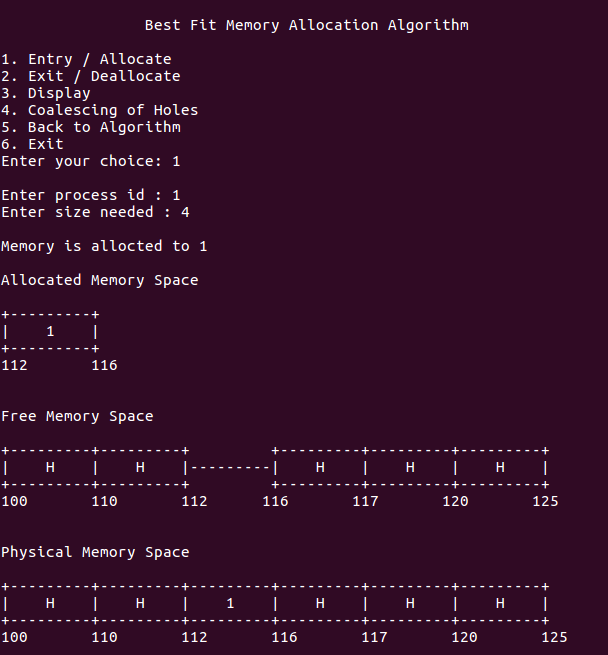 Best Fit Memory Allocation Algorithm
1. Entry / Allocate
2. Exit / Deallocate
3. Display
4. Coalescing of Holes
5. Back to Algorithm
6. Exit
Enter your choice: 1
Enter process id : 1
Enter size needed : 4
Memory is allocted to 1
Allocated Memory Space
+---------+
|    1    |
+---------+
112       116
Free Memory Space
+---------+---------+         +---------+---------+---------+
|    H    |    H    |---------|    H    |    H    |    H    |
+---------+---------+         +---------+---------+---------+
100       110       112      116       117       120       125
Physical Memory Space
+---------+---------+---------+---------+---------+---------+
|    H    |    H    |    1    |    H    |    H    |    H    |
+---------+---------+---------+---------+---------+---------+
100       110       112       116       117       120       125